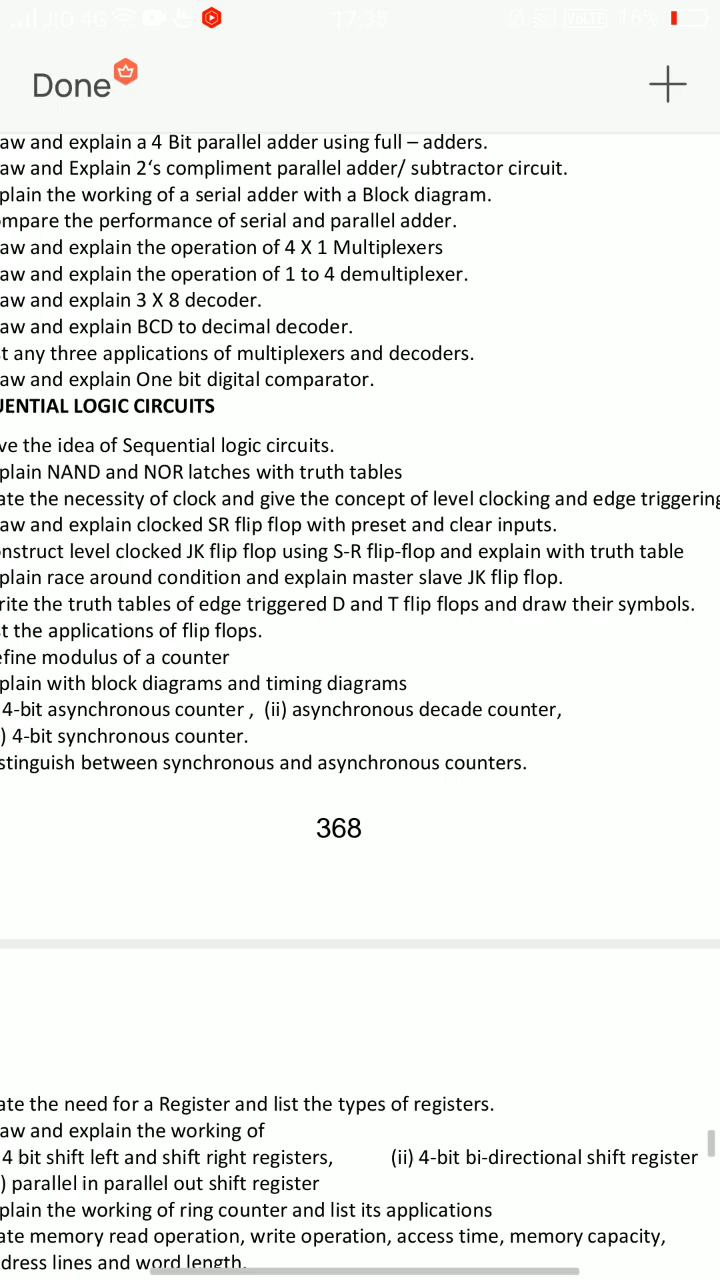 JIO 4G 17:35 VoLTE 16%
Done
aw and explain a 4 Bit parallel adder using full – adders.
aw and Explain 2‘s compliment parallel adder/ subtractor circuit.
plain the working of a serial adder with a Block diagram.
mpare the performance of serial and parallel adder.
aw and explain the operation of 4 X 1 Multiplexers
aw and explain the operation of 1 to 4 demultiplexer.
aw and explain 3 X 8 decoder.
aw and explain BCD to decimal decoder.
t any three applications of multiplexers and decoders.
aw and explain One bit digital comparator.
UENTIAL LOGIC CIRCUITS
ve the idea of Sequential logic circuits.
plain NAND and NOR latches with truth tables
ate the necessity of clock and give the concept of level clocking and edge triggering
aw and explain clocked SR flip flop with preset and clear inputs.
nstruct level clocked JK flip flop using S-R flip-flop and explain with truth table
plain race around condition and explain master slave JK flip flop.
rite the truth tables of edge triggered D and T flip flops and draw their symbols.
t the applications of flip flops.
efine modulus of a counter
plain with block diagrams and timing diagrams
4-bit asynchronous counter , (ii) asynchronous decade counter,
) 4-bit synchronous counter.
stinguish between synchronous and asynchronous counters.
368
ate the need for a Register and list the types of registers.
aw and explain the working of
4 bit shift left and shift right registers, (ii) 4-bit bi-directional shift register
) parallel in parallel out shift register
plain the working of ring counter and list its applications
ate memory read operation, write operation, access time, memory capacity,
dress lines and word length.